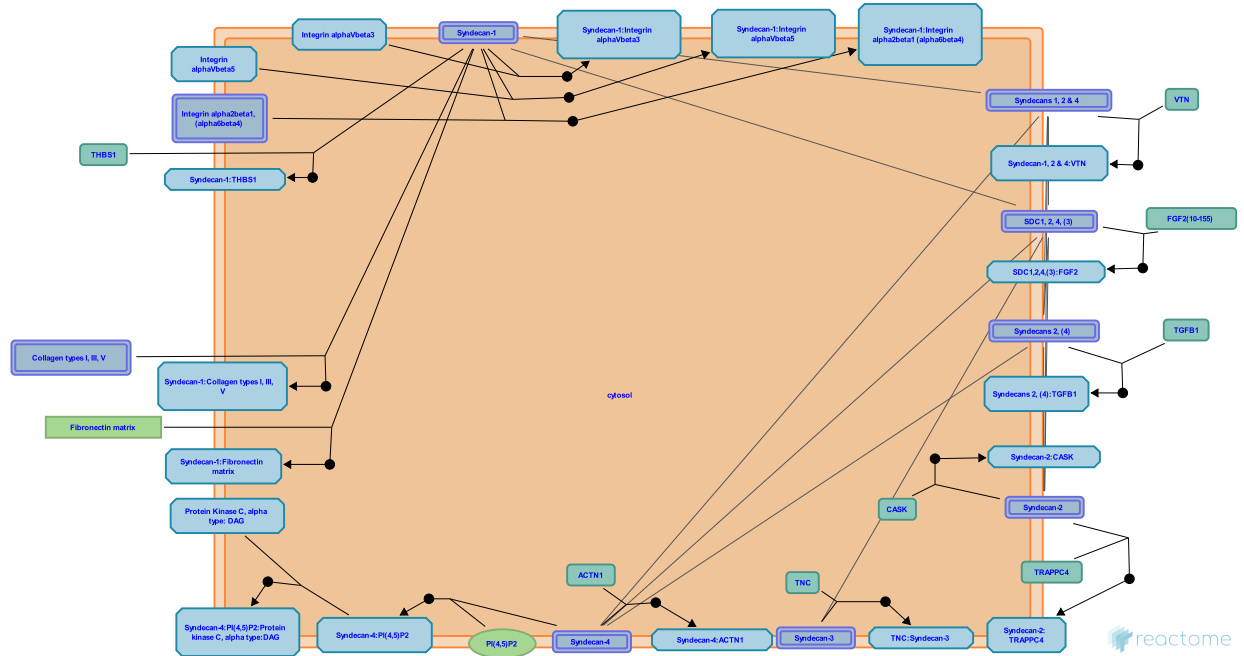 Integrin alphaVbeta3
Syndecan-1
Syndecan-1:Integrin
alphaVbeta3
Syndecan-1:Integrin
alphaVbeta5
Syndecan-1:Integrin
alpha2beta1 (alpha6beta4)
Integrin
alphaVbeta5
Integrin alpha2beta1,
(alpha6beta4)
Syndecans 1, 2 & 4
VTN
THBS1
Syndecan-1:THBS1
Syndecan-1, 2 & 4:VTN
SDC1, 2, 4, (3)
FGF2(10-155)
SDC1,2,4,(3):FGF2
Syndecans 2, (4)
TGFB1
Collagen types I, III, V
Syndecan-1:Collagen types I, III,
V
cytosol
Syndecans 2, (4):TGFB1
Fibronectin matrix
Syndecan-1:Fibronectin
matrix
Syndecan-2:CASK
CASK
Syndecan-2
Protein Kinase C, alpha
type: DAG
ACTN1
TNC
TRAPPC4
Syndecan-4:PI(4,5)P2:Protein
kinase C, alpha type:DAG
Syndecan-4:PI(4,5)P2
PI(4,5)P2
Syndecan-4
Syndecan-4:ACTN1
Syndecan-3
TNC:Syndecan-3
Syndecan-2:
TRAPPC4
reactome